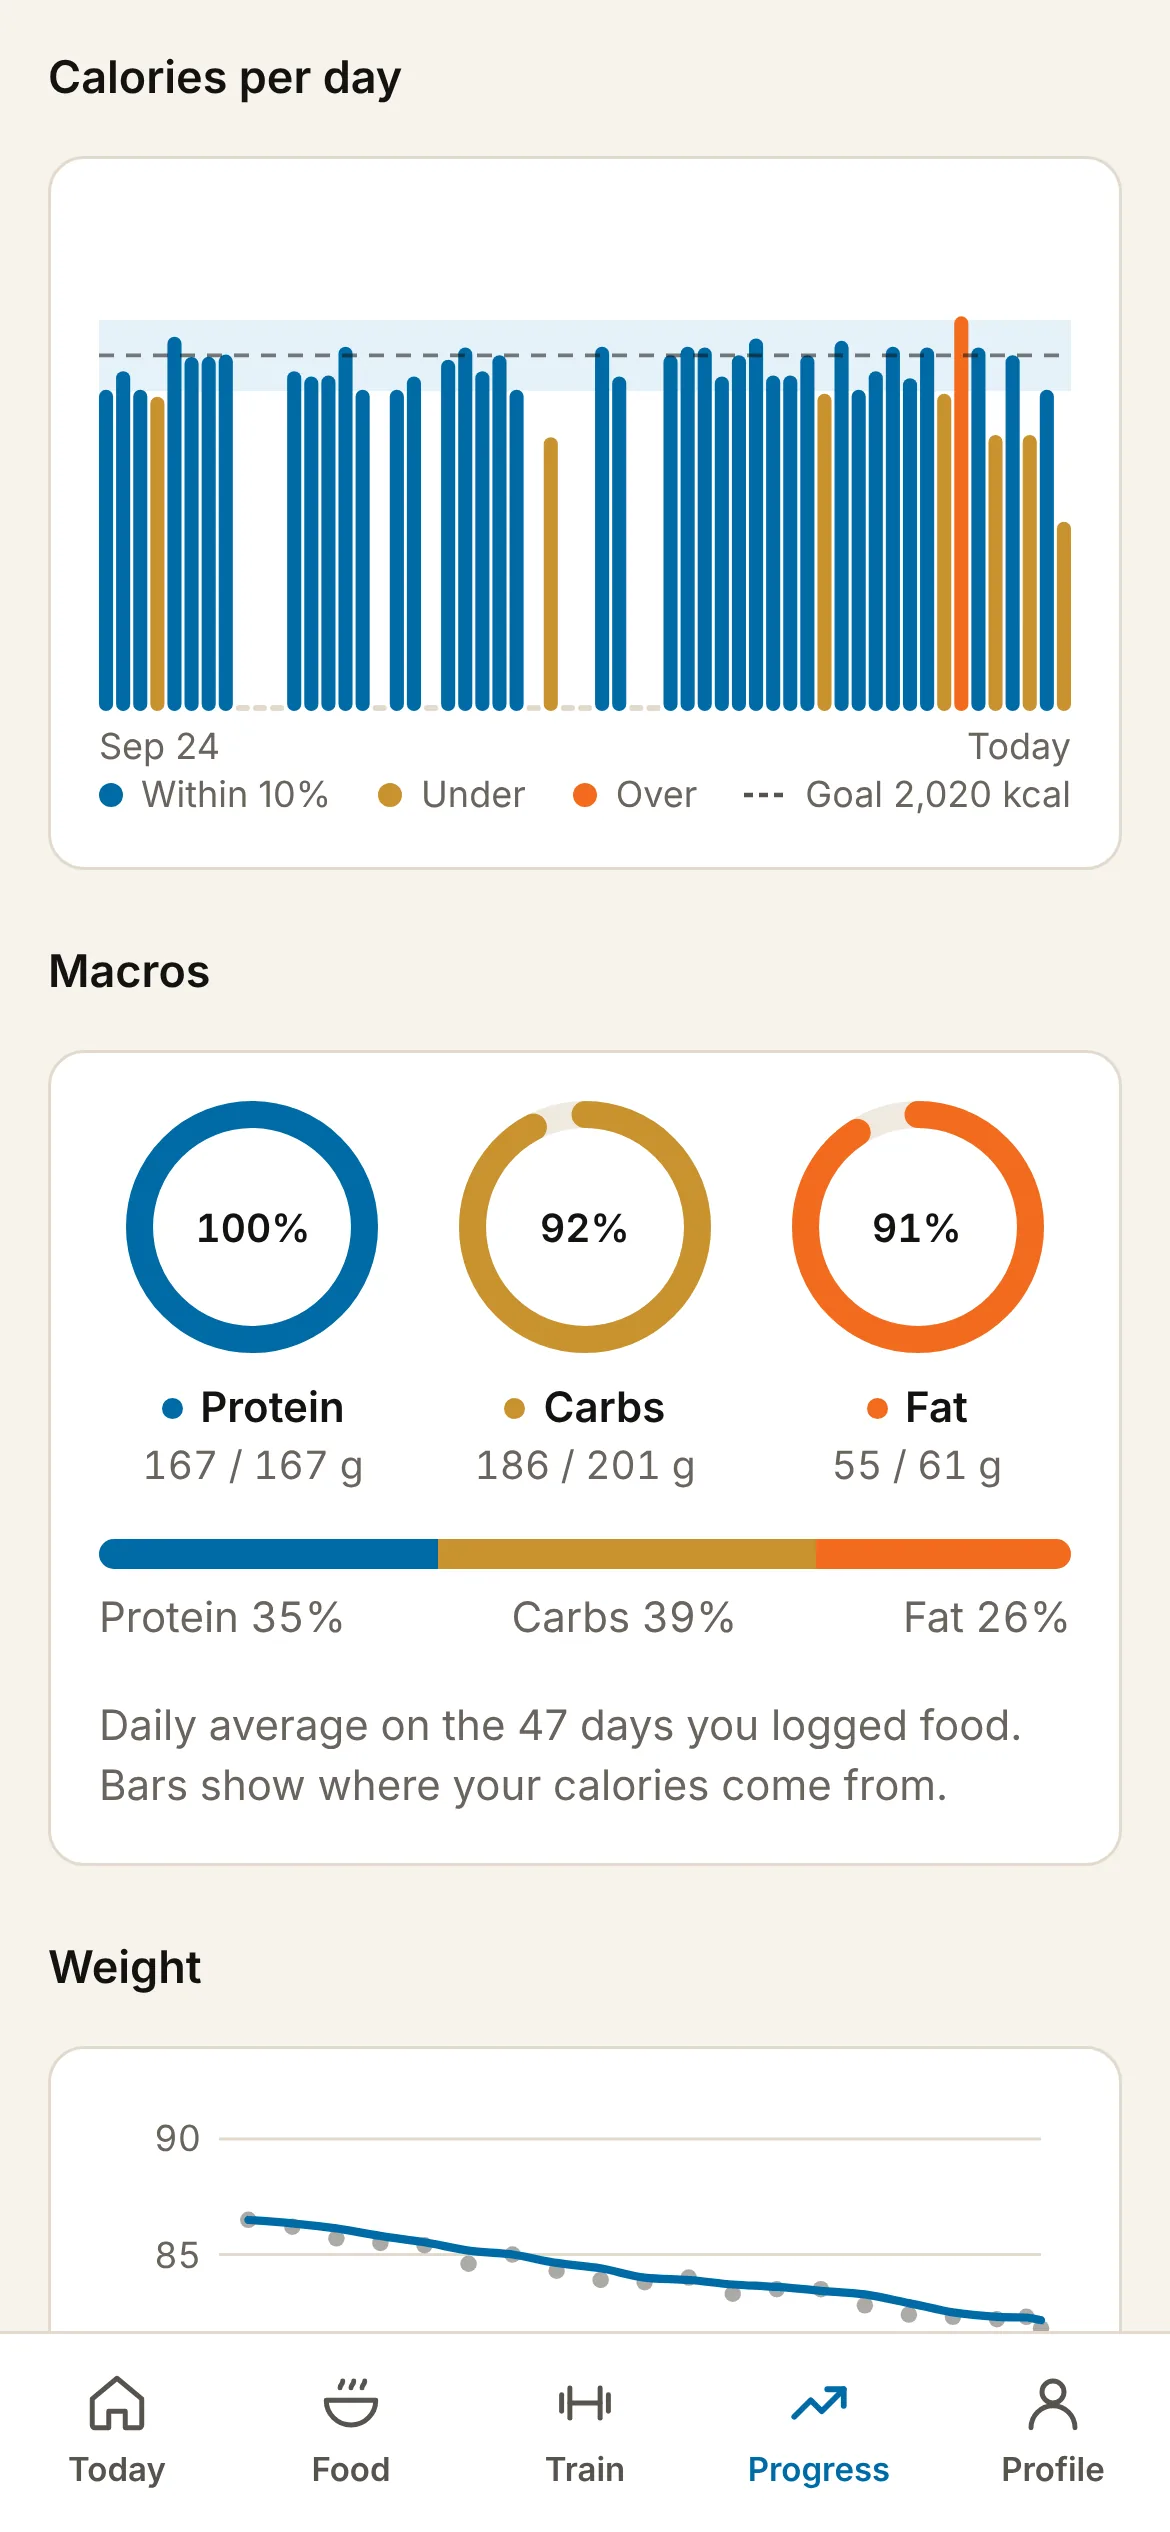 Calories per day
Sep 24 Today
Within 10% Under Over Goal 2,020 kcal
Macros
100% 92% 91%
Protein Carbs Fat
167 / 167 g 186 / 201 g 55 / 61 g
Protein 35% Carbs 39% Fat 26%
Daily average on the 47 days you logged food.
Bars show where your calories come from.
Weight
90
85
Today Food Train Progress Profile